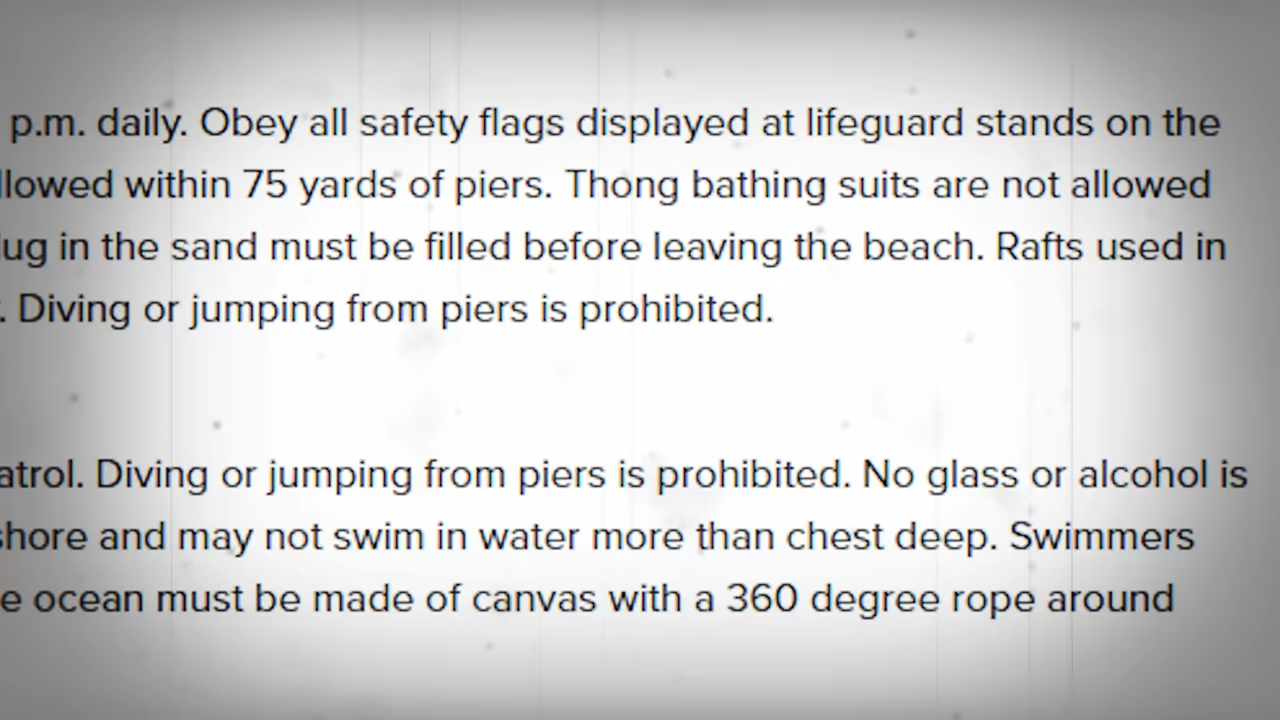 p.m. daily. Obey all safety flags displayed at lifeguard stands on the
within 75 yards of piers. Thong bathing suits are not allowed
in the sand must be filled before leaving the beach. Rafts used in
Diving or jumping from piers is prohibited.
Diving or jumping from piers is prohibited. No glass or alcohol is
and may not swim in water more than chest deep. Swimmers
ocean must be made of canvas with a 360 degree rope around